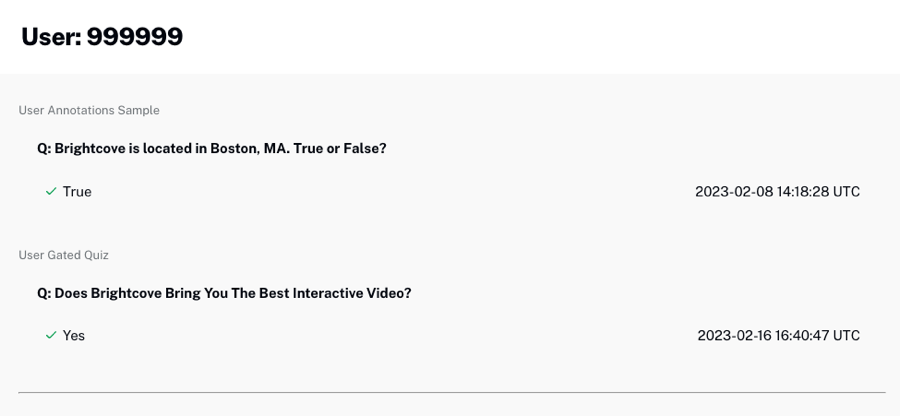 User: 999999
User Annotations Sample
Q: Brightcove is located in Boston, MA. True or False?
True 2023-02-08 14:18:28 UTC
User Gated Quiz
Q: Does Brightcove Bring You The Best Interactive Video?
Yes 2023-02-16 16:40:47 UTC